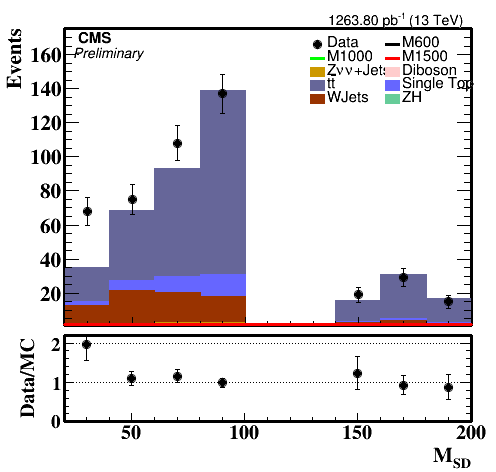 1263.80 pb⁻¹ (13 TeV)
CMS
Preliminary
Data
M600
M1000
M1500
Zνν+Jets
Diboson
tt
Single Top
WJets
ZH
Events
160
140
120
100
80
60
40
20
Data/MC
2
1
0
50
100
150
200
M_SD